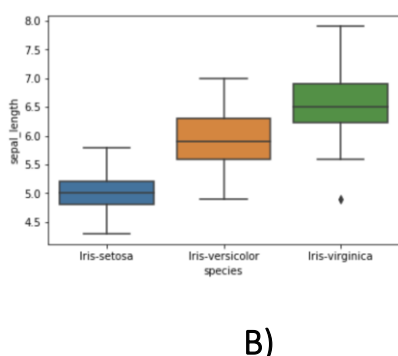 8.0
7.5
7.0
6.5
6.0
5.5
5.0
4.5
sepal_length
Iris-setosa Iris-versicolor Iris-virginica
species
B)